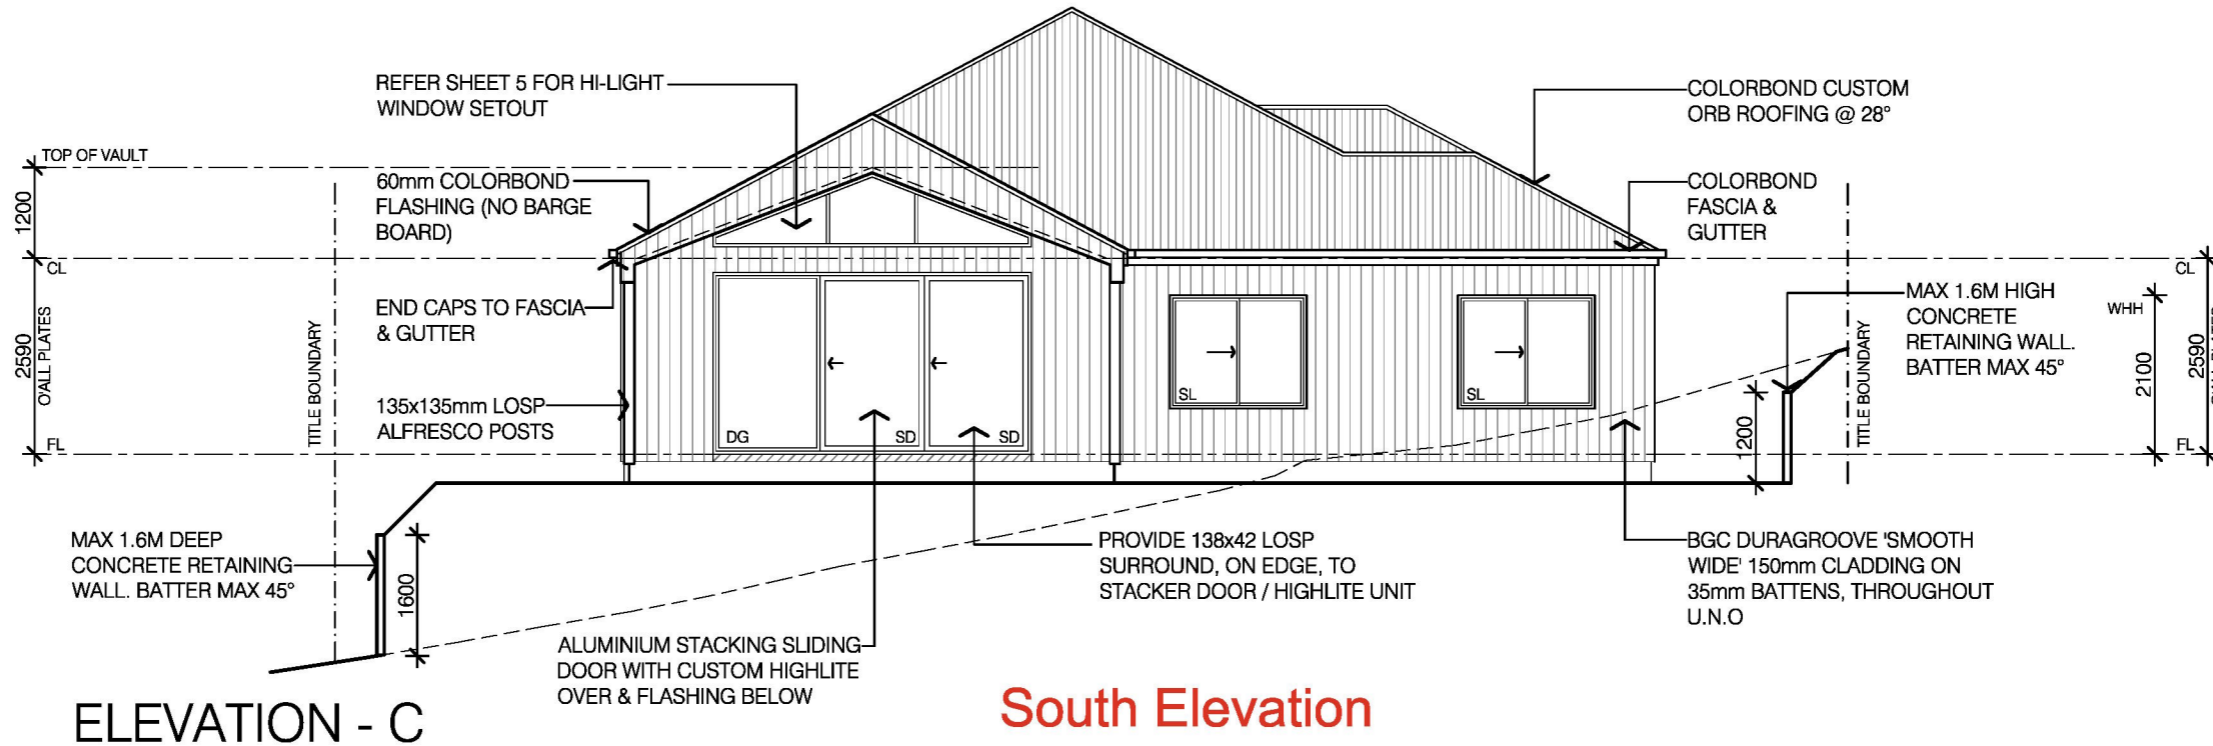 REFER SHEET 5 FOR HI-LIGHT
WINDOW SETOUT
COLORBOND CUSTOM
ORB ROOFING @ 28°
TOP OF VAULT
60mm COLORBOND
FLASHING (NO BARGE
BOARD)
COLORBOND
FASCIA &
GUTTER
1200
CL
CL
END CAPS TO FASCIA
& GUTTER
MAX 1.6M HIGH
CONCRETE
RETAINING WALL.
BATTER MAX 45°
WHH
2590
O'ALL PLATES
TITLE BOUNDARY
TITLE BOUNDARY
2100
2590
135x135mm LOSP
ALFRESCO POSTS
SL
SL
DG
SD
SD
1200
FL
FL
MAX 1.6M DEEP
CONCRETE RETAINING
WALL. BATTER MAX 45°
1600
PROVIDE 138x42 LOSP
SURROUND, ON EDGE, TO
STACKER DOOR / HIGHLITE UNIT
BGC DURAGROOVE 'SMOOTH
WIDE' 150mm CLADDING ON
35mm BATTENS, THROUGHOUT
U.N.O
ALUMINIUM STACKING SLIDING
DOOR WITH CUSTOM HIGHLITE
OVER & FLASHING BELOW
ELEVATION - C
South Elevation